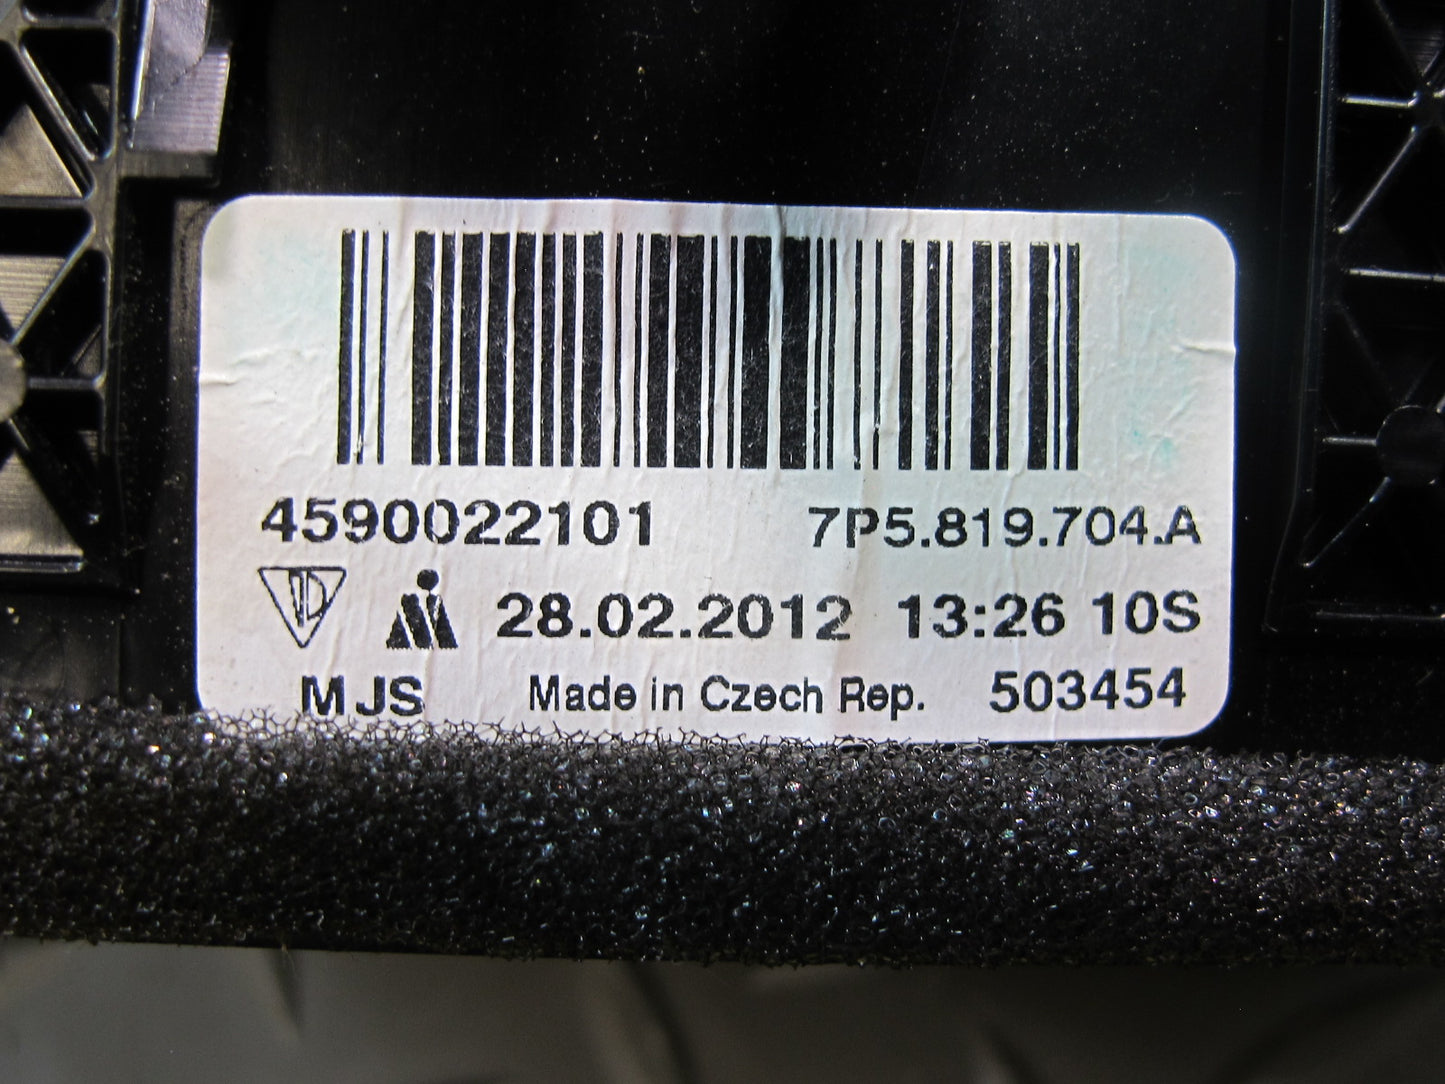 4590022101 7P5.819.704.A
28.02.2012 13:26 10S
MJS Made in Czech Rep. 503454